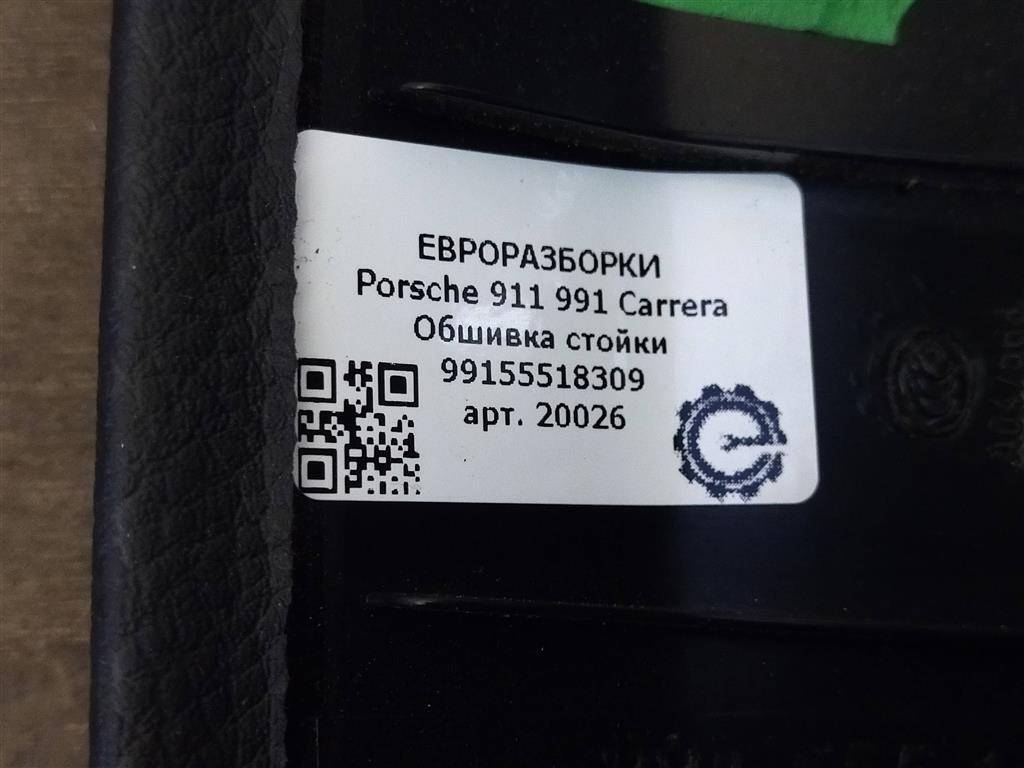 ЕВРОРАЗБОРКИ
Porsche 911 991 Carrera
Обшивка стойки
99155518309
арт. 20026